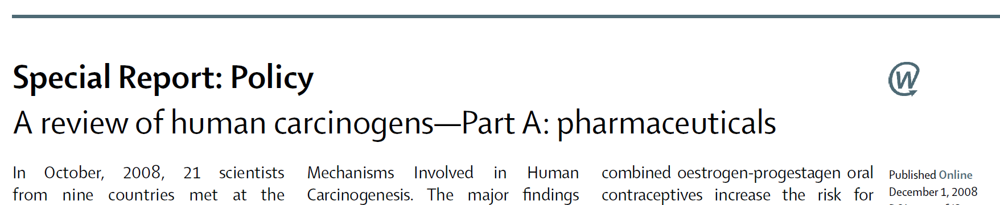 Special Report: Policy
A review of human carcinogens—Part A: pharmaceuticals
In October, 2008, 21 scientists
from nine countries met at the
Mechanisms Involved in Human
Carcinogenesis. The major findings
combined oestrogen-progestagen oral
contraceptives increase the risk for
W
Published Online
December 1, 2008